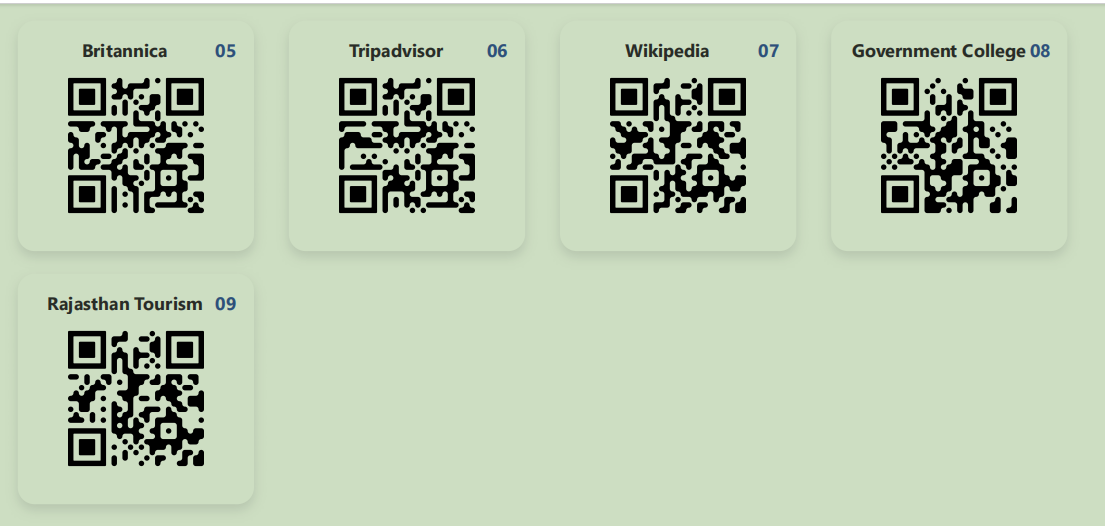 Britannica 05
Tripadvisor 06
Wikipedia 07
Government College 08
Rajasthan Tourism 09